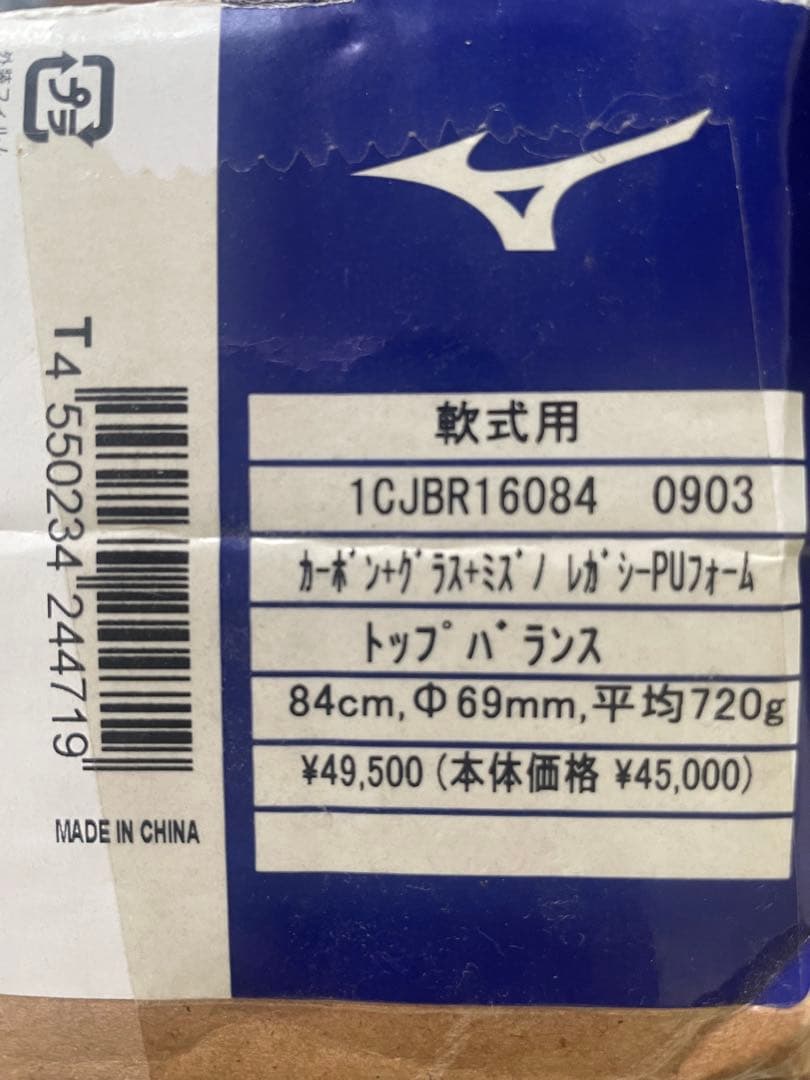 プラ
軟式用
1CJBR16084 0903
カーボン+グラス+ミズノ レガシーPUフォーム
トップバランス
84cm,Φ69mm,平均720g
¥49,500(本体価格 ¥45,000)
T4 550234 244719
MADE IN CHINA